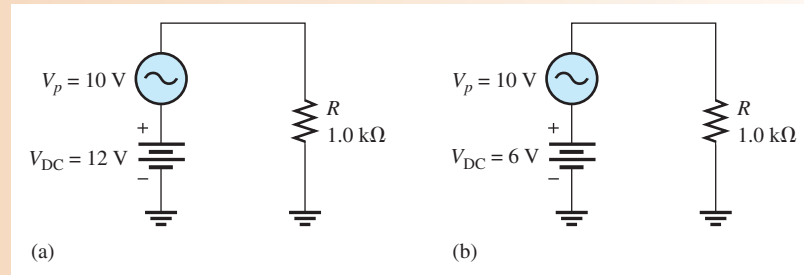 V_p = 10 V
R
1.0 kΩ
+
V_DC = 12 V
−
(a)
V_p = 10 V
R
1.0 kΩ
+
V_DC = 6 V
−
(b)